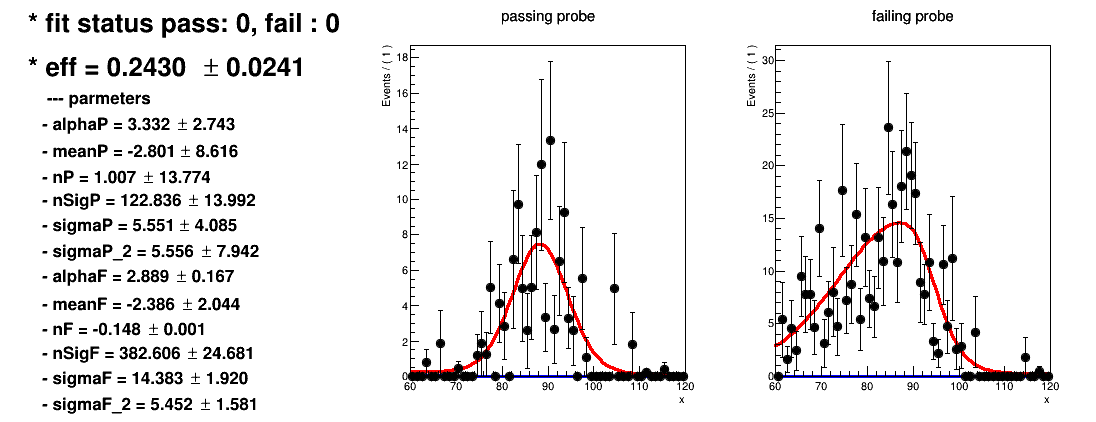 * fit status pass: 0, fail : 0
* eff = 0.2430 ± 0.0241
--- parmeters
- alphaP = 3.332 ± 2.743
- meanP = -2.801 ± 8.616
- nP = 1.007 ± 13.774
- nSigP = 122.836 ± 13.992
- sigmaP = 5.551 ± 4.085
- sigmaP_2 = 5.556 ± 7.942
- alphaF = 2.889 ± 0.167
- meanF = -2.386 ± 2.044
- nF = -0.148 ± 0.001
- nSigF = 382.606 ± 24.681
- sigmaF = 14.383 ± 1.920
- sigmaF_2 = 5.452 ± 1.581
passing probe
Events / ( 1 )
18
16
14
12
10
8
6
4
2
0
60 70 80 90 100 110 120
x
failing probe
Events / ( 1 )
30
25
20
15
10
5
0
60 70 80 90 100 110 120
x